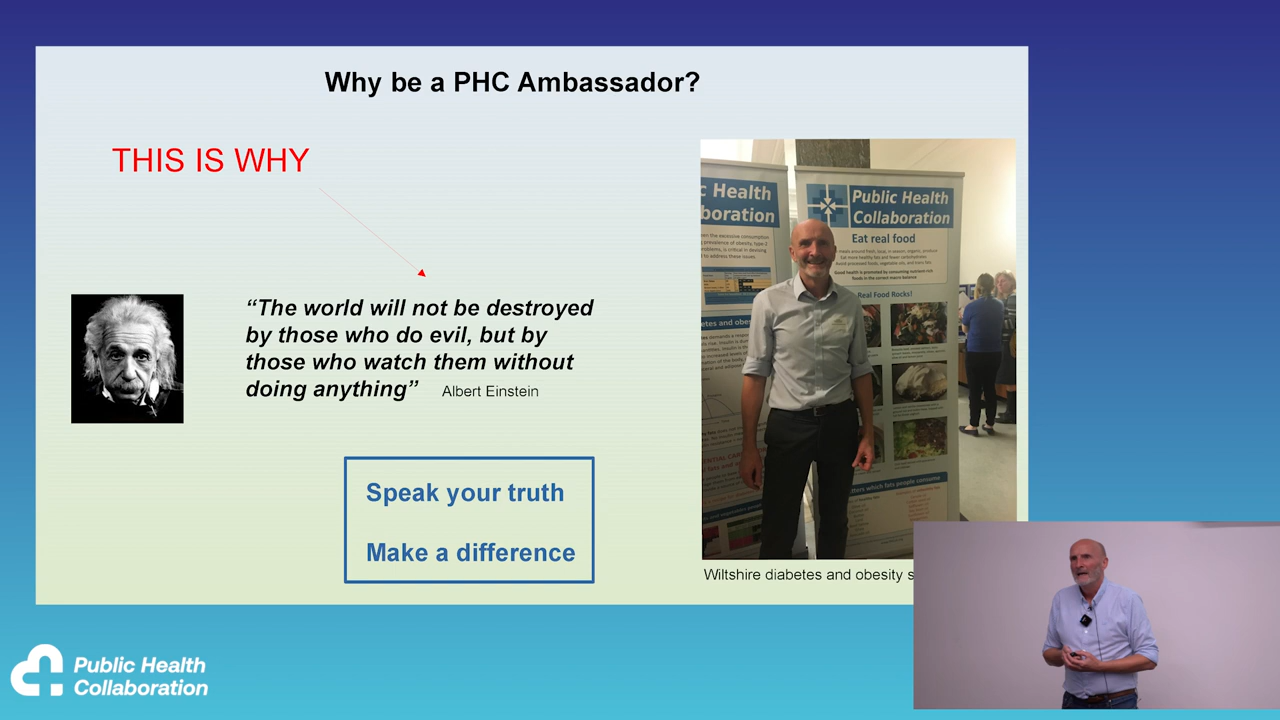 Why be a PHC Ambassador?
THIS IS WHY
“The world will not be destroyed
by those who do evil, but by
those who watch them without
doing anything” Albert Einstein
Speak your truth
Make a difference
c Health
boration
Public Health
Collaboration
Eat real food
Real Food Rocks!
Wiltshire diabetes and obesity s
Public Health
Collaboration